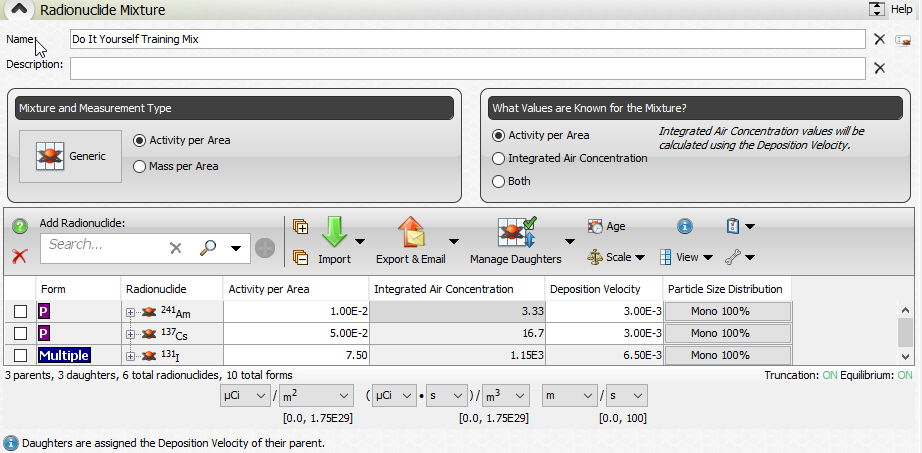 Radionuclide Mixture Help
Name: Do It Yourself Training Mix
Description:
Mixture and Measurement Type
Generic
Activity per Area
Mass per Area
What Values are Known for the Mixture?
Activity per Area
Integrated Air Concentration
Both
Integrated Air Concentration values will be
calculated using the Deposition Velocity.
Add Radionuclide:
Search...
Import
Export & Email
Manage Daughters
Age
Scale
View
Form Radionuclide Activity per Area Integrated Air Concentration Deposition Velocity Particle Size Distribution
P 241Am 1.00E-2 3.33 3.00E-3 Mono 100%
P 137Cs 5.00E-2 16.7 3.00E-3 Mono 100%
Multiple 131I 7.50 1.15E3 6.50E-3 Mono 100%
3 parents, 3 daughters, 6 total radionuclides, 10 total forms Truncation: ON Equilibrium: ON
µCi / m² ( µCi • s )/ m³ m / s
[0.0, 1.75E29] [0.0, 1.75E29] [0.0, 100]
Daughters are assigned the Deposition Velocity of their parent.